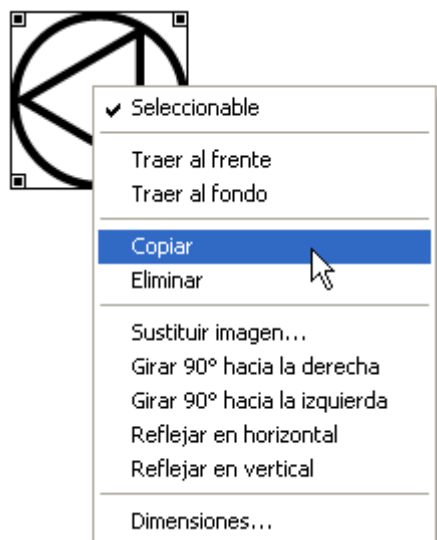 Seleccionable
Traer al frente
Traer al fondo
Copiar
Eliminar
Sustituir imagen...
Girar 90° hacia la derecha
Girar 90° hacia la izquierda
Reflejar en horizontal
Reflejar en vertical
Dimensiones...